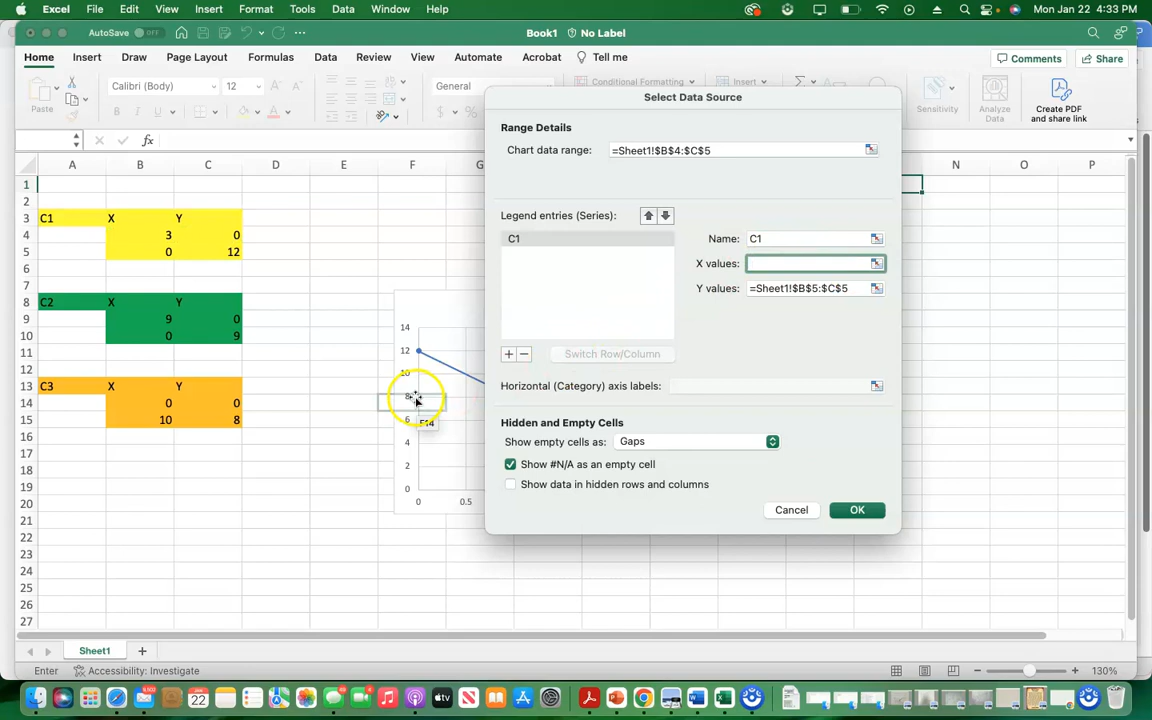 Excel File Edit View Insert Format Tools Data Window Help Mon Jan 22 4:33 PM
AutoSave OFF Book1 No Label
Home Insert Draw Page Layout Formulas Data Review View Automate Acrobat Tell me Comments Share
Paste Calibri (Body) 12 General Conditional Formatting Insert Sensitivity Analyze Data Create PDF and share link
B I U $ %
fx
A B C D E F G N O P
1
2
3 C1 X Y
4 3 0
5 0 12
6
7
8 C2 X Y
9 9 0
10 0 9
11
12
13 C3 X Y
14 0 0
15 10 8
16
17
18
19
20
21
22
23
24
25
26
27
14
12
10
8
6
4
2
0
0 0.5
F14
Select Data Source
Range Details
Chart data range: =Sheet1!$B$4:$C$5
Legend entries (Series):
C1
Name: C1
X values:
Y values: =Sheet1!$B$5:$C$5
+ − Switch Row/Column
Horizontal (Category) axis labels:
Hidden and Empty Cells
Show empty cells as: Gaps
Show #N/A as an empty cell
Show data in hidden rows and columns
Cancel OK
Sheet1 +
Enter Accessibility: Investigate 130%